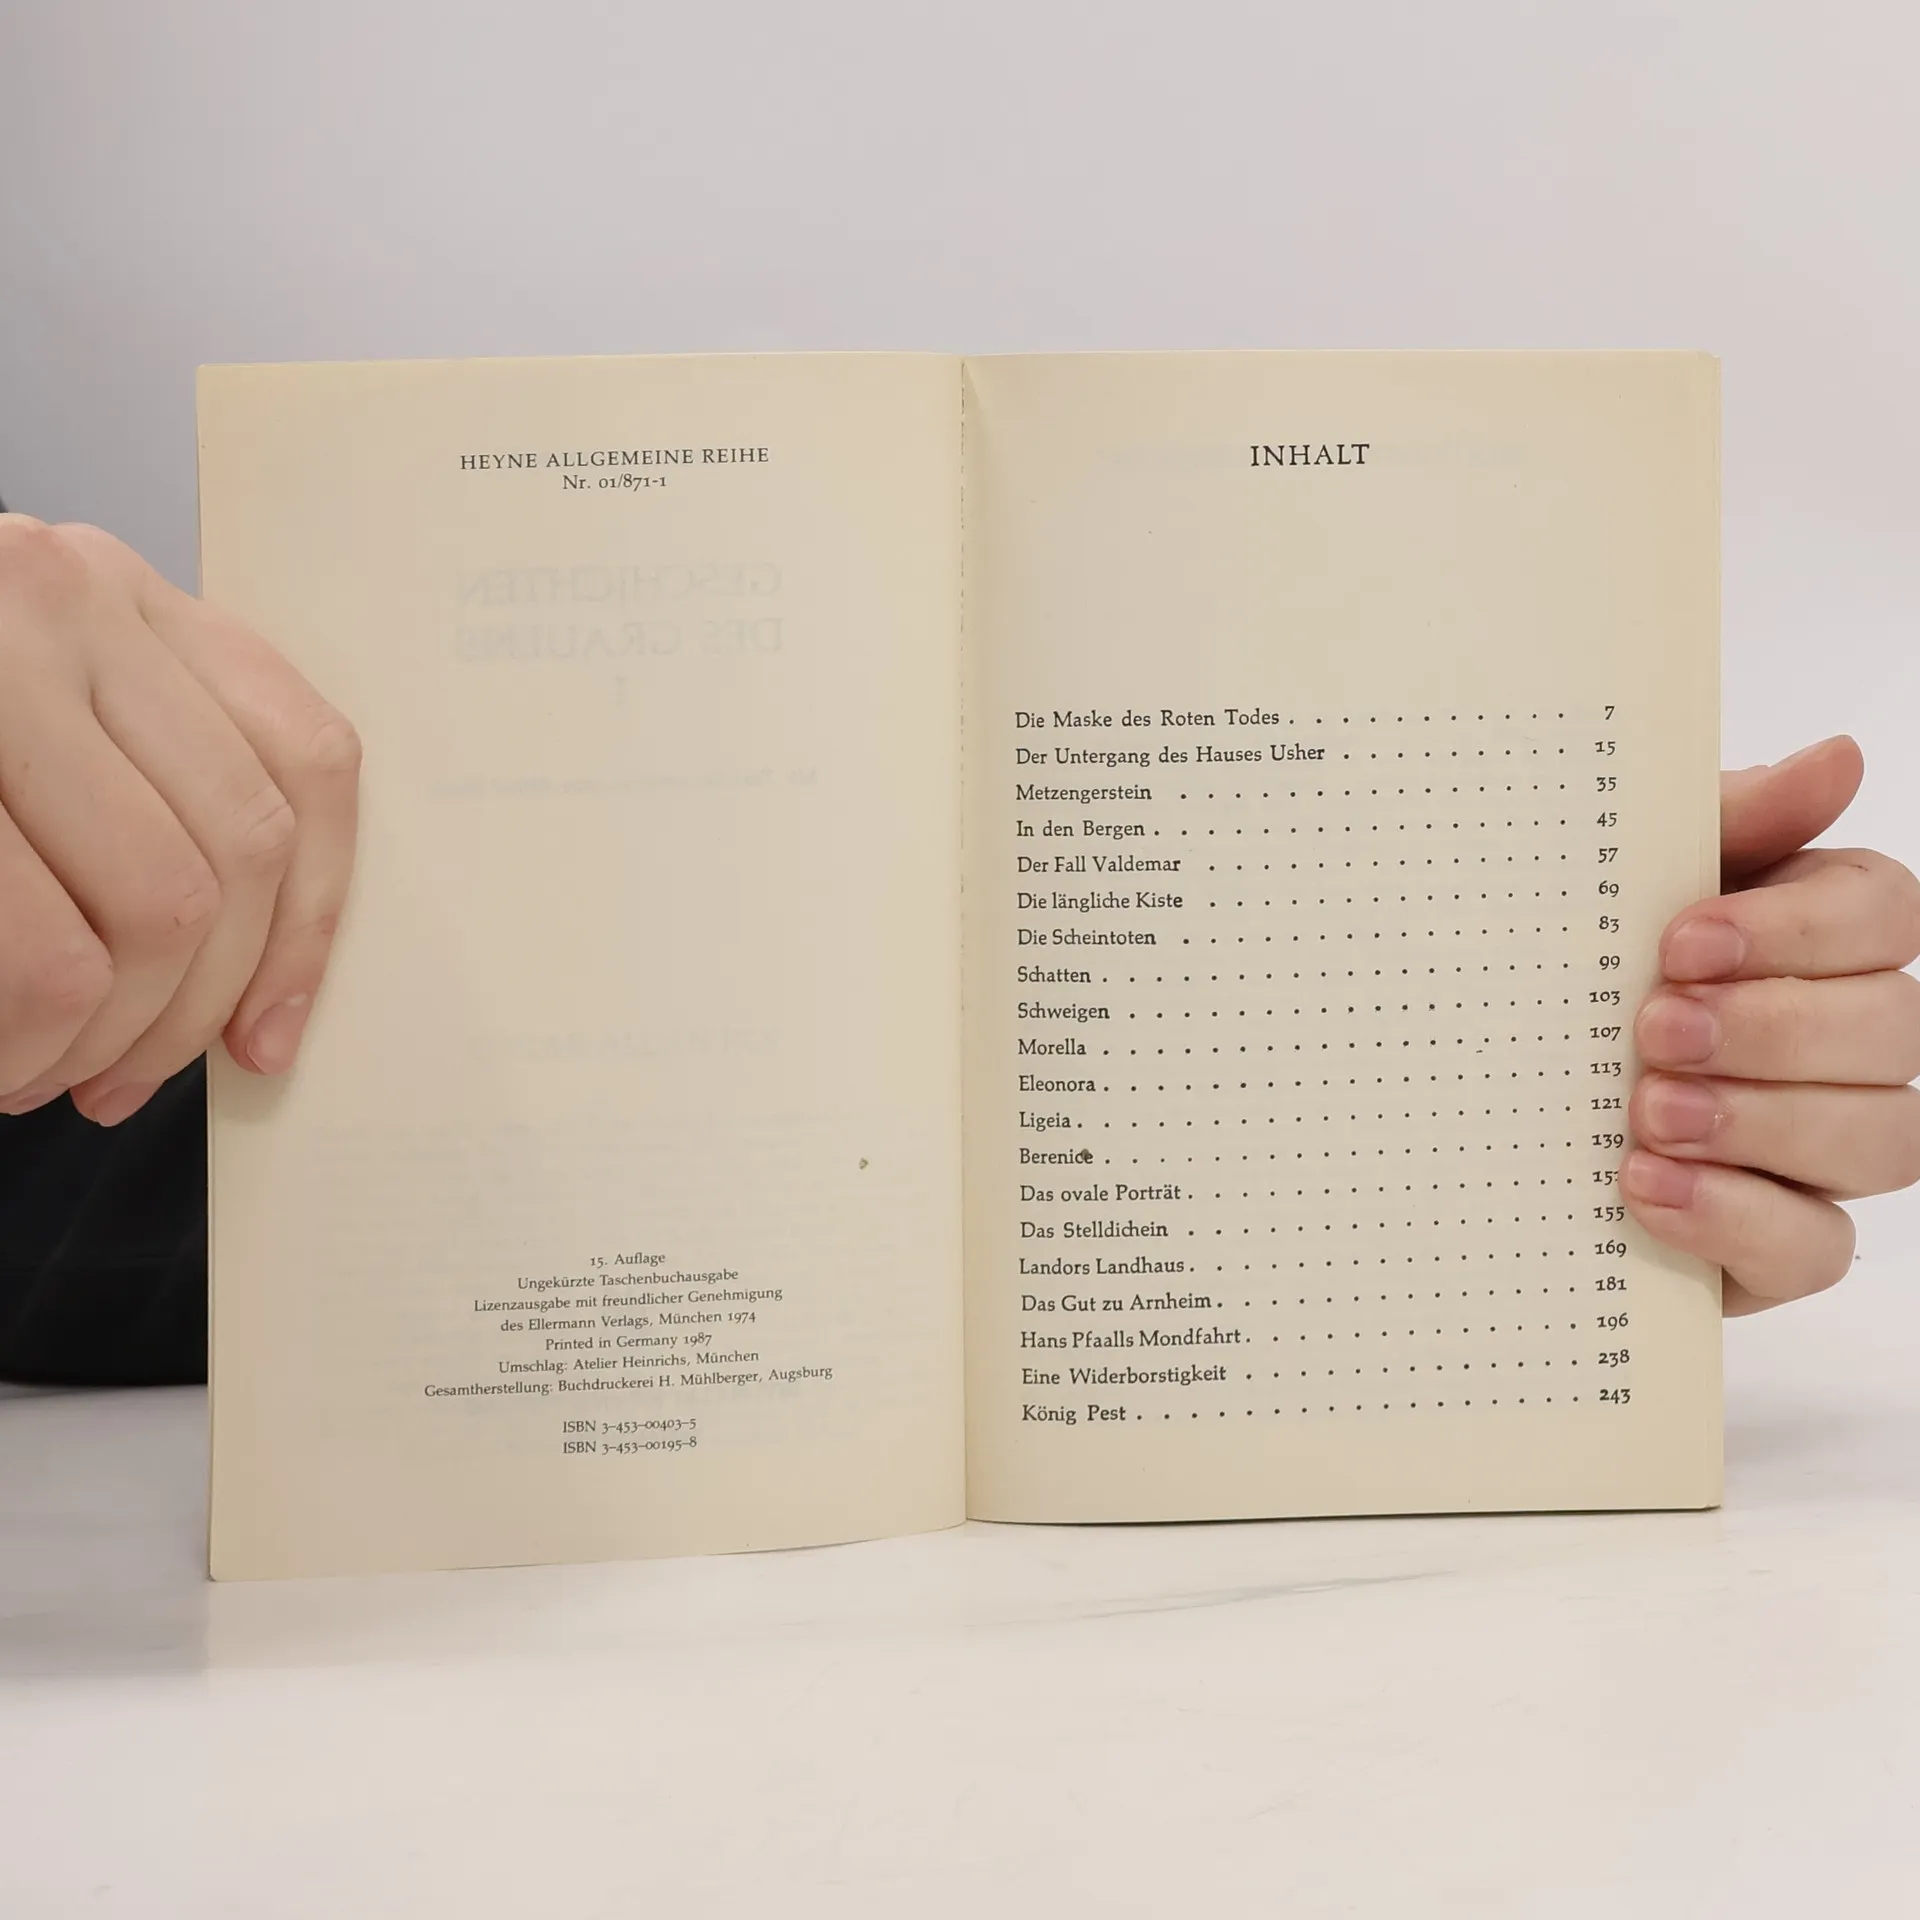 HEYNE ALLGEMEINE REIHE
Nr. 01/871-1
GESCHICHTEN
DES GRAUENS
I
15. Auflage
Ungekürzte Taschenbuchausgabe
Lizenzausgabe mit freundlicher Genehmigung
des Ellermann Verlags, München 1974
Printed in Germany 1987
Umschlag: Atelier Heinrichs, München
Gesamtherstellung: Buchdruckerei H. Mühlberger, Augsburg
ISBN 3–453–00403–5
ISBN 3–453–00195–8
INHALT
Die Maske des Roten Todes . . . . . . . . . . . 7
Der Untergang des Hauses Usher . . . . . . . . . 15
Metzengerstein . . . . . . . . . . . . . . . 35
In den Bergen . . . . . . . . . . . . . . . . 45
Der Fall Valdemar . . . . . . . . . . . . . . 57
Die längliche Kiste . . . . . . . . . . . . . . 69
Die Scheintoten . . . . . . . . . . . . . . . 83
Schatten . . . . . . . . . . . . . . . . . . 99
Schweigen . . . . . . . . . . . . . . . . . 103
Morella . . . . . . . . . . . . . . . . . . 107
Eleonora . . . . . . . . . . . . . . . . . . 113
Ligeia . . . . . . . . . . . . . . . . . . . 121
Berenice . . . . . . . . . . . . . . . . . . 139
Das ovale Porträt . . . . . . . . . . . . . . .
Das Stelldichein . . . . . . . . . . . . . . . 155
Landors Landhaus . . . . . . . . . . . . . . . 169
Das Gut zu Arnheim . . . . . . . . . . . . . . 181
Hans Pfaalls Mondfahrt . . . . . . . . . . . . . 196
Eine Widerborstigkeit . . . . . . . . . . . . . 238
König Pest . . . . . . . . . . . . . . . . . 243